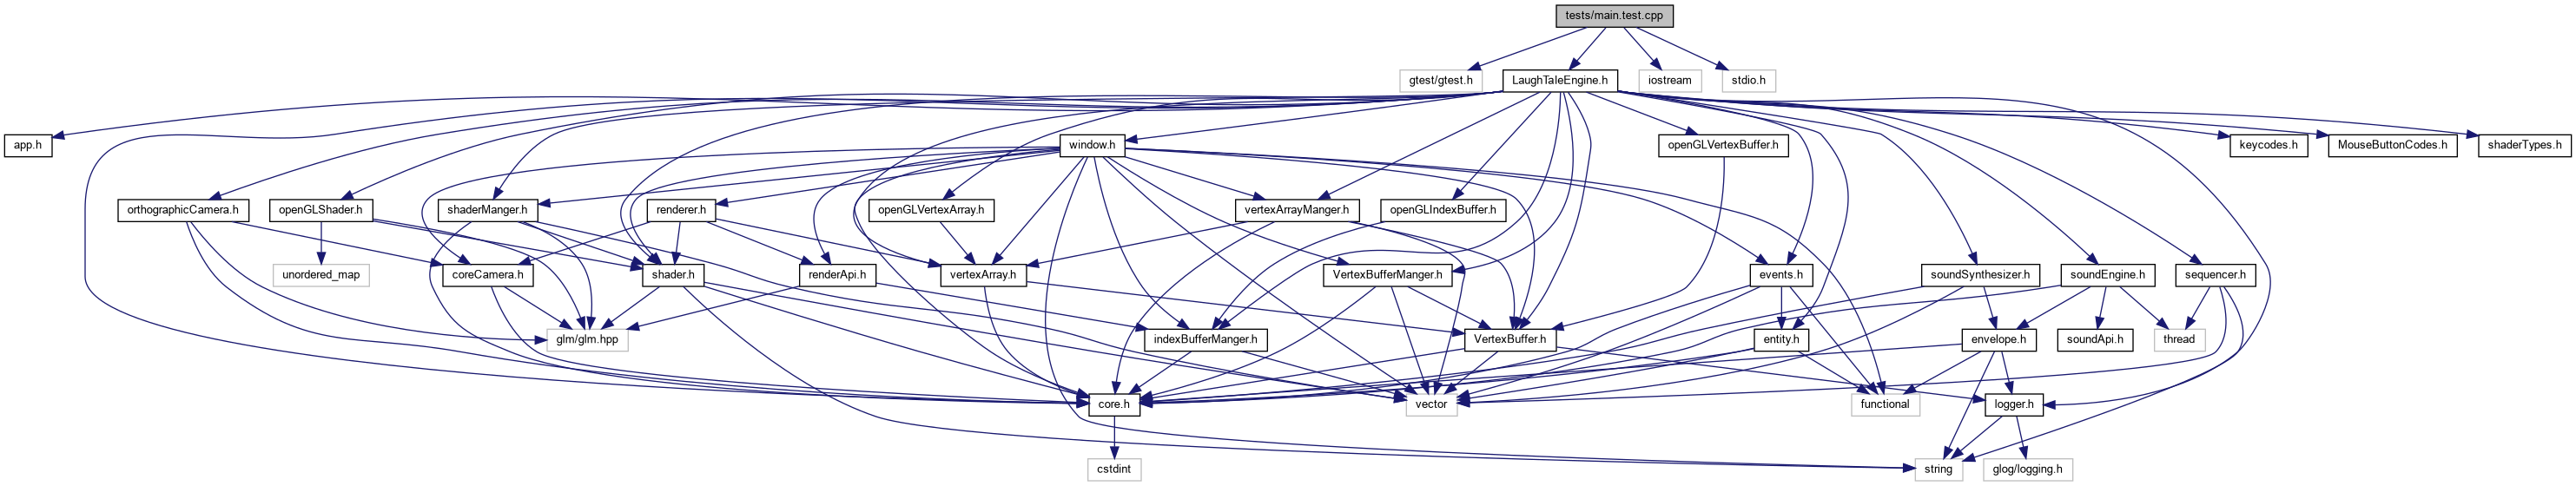 tests/main.test.cpp
gtest/gtest.h
LaughTaleEngine.h
iostream
stdio.h
app.h
window.h
openGLVertexBuffer.h
keycodes.h
MouseButtonCodes.h
shaderTypes.h
orthographicCamera.h
openGLShader.h
shaderManger.h
renderer.h
openGLVertexArray.h
vertexArrayManger.h
openGLIndexBuffer.h
unordered_map
coreCamera.h
shader.h
renderApi.h
vertexArray.h
VertexBufferManger.h
events.h
soundSynthesizer.h
soundEngine.h
sequencer.h
glm/glm.hpp
indexBufferManger.h
VertexBuffer.h
entity.h
envelope.h
soundApi.h
thread
core.h
vector
functional
logger.h
cstdint
string
glog/logging.h